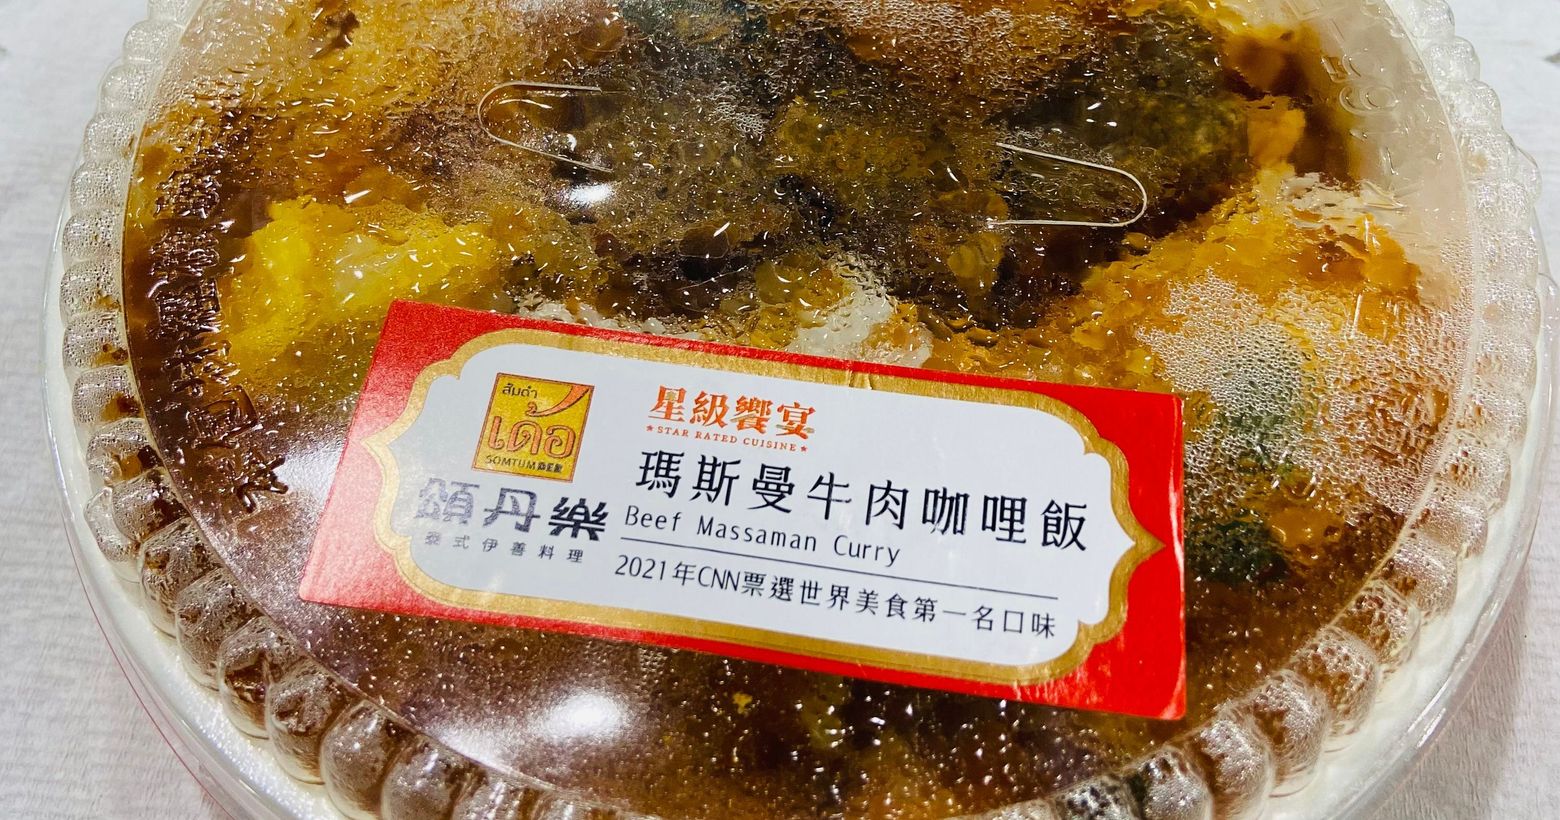 ส้มตำ
เด้อ
SOMTUM DER
頌丹樂
泰式伊善料理
星級饗宴
★STAR RATED CUISINE★
瑪斯曼牛肉咖哩飯
Beef Massaman Curry
2021年CNN票選世界美食第一名口味